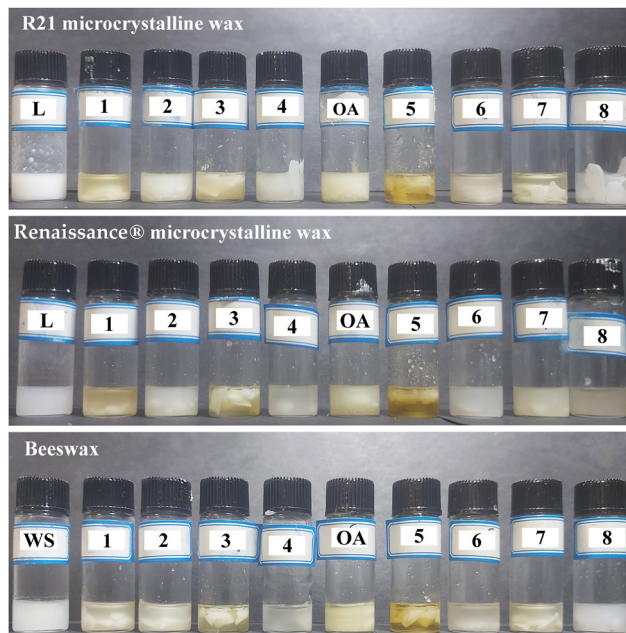 R21 microcrystalline wax
L 1 2 3 4 OA 5 6 7 8
Renaissance® microcrystalline wax
L 1 2 3 4 OA 5 6 7 8
Beeswax
WS 1 2 3 4 OA 5 6 7 8